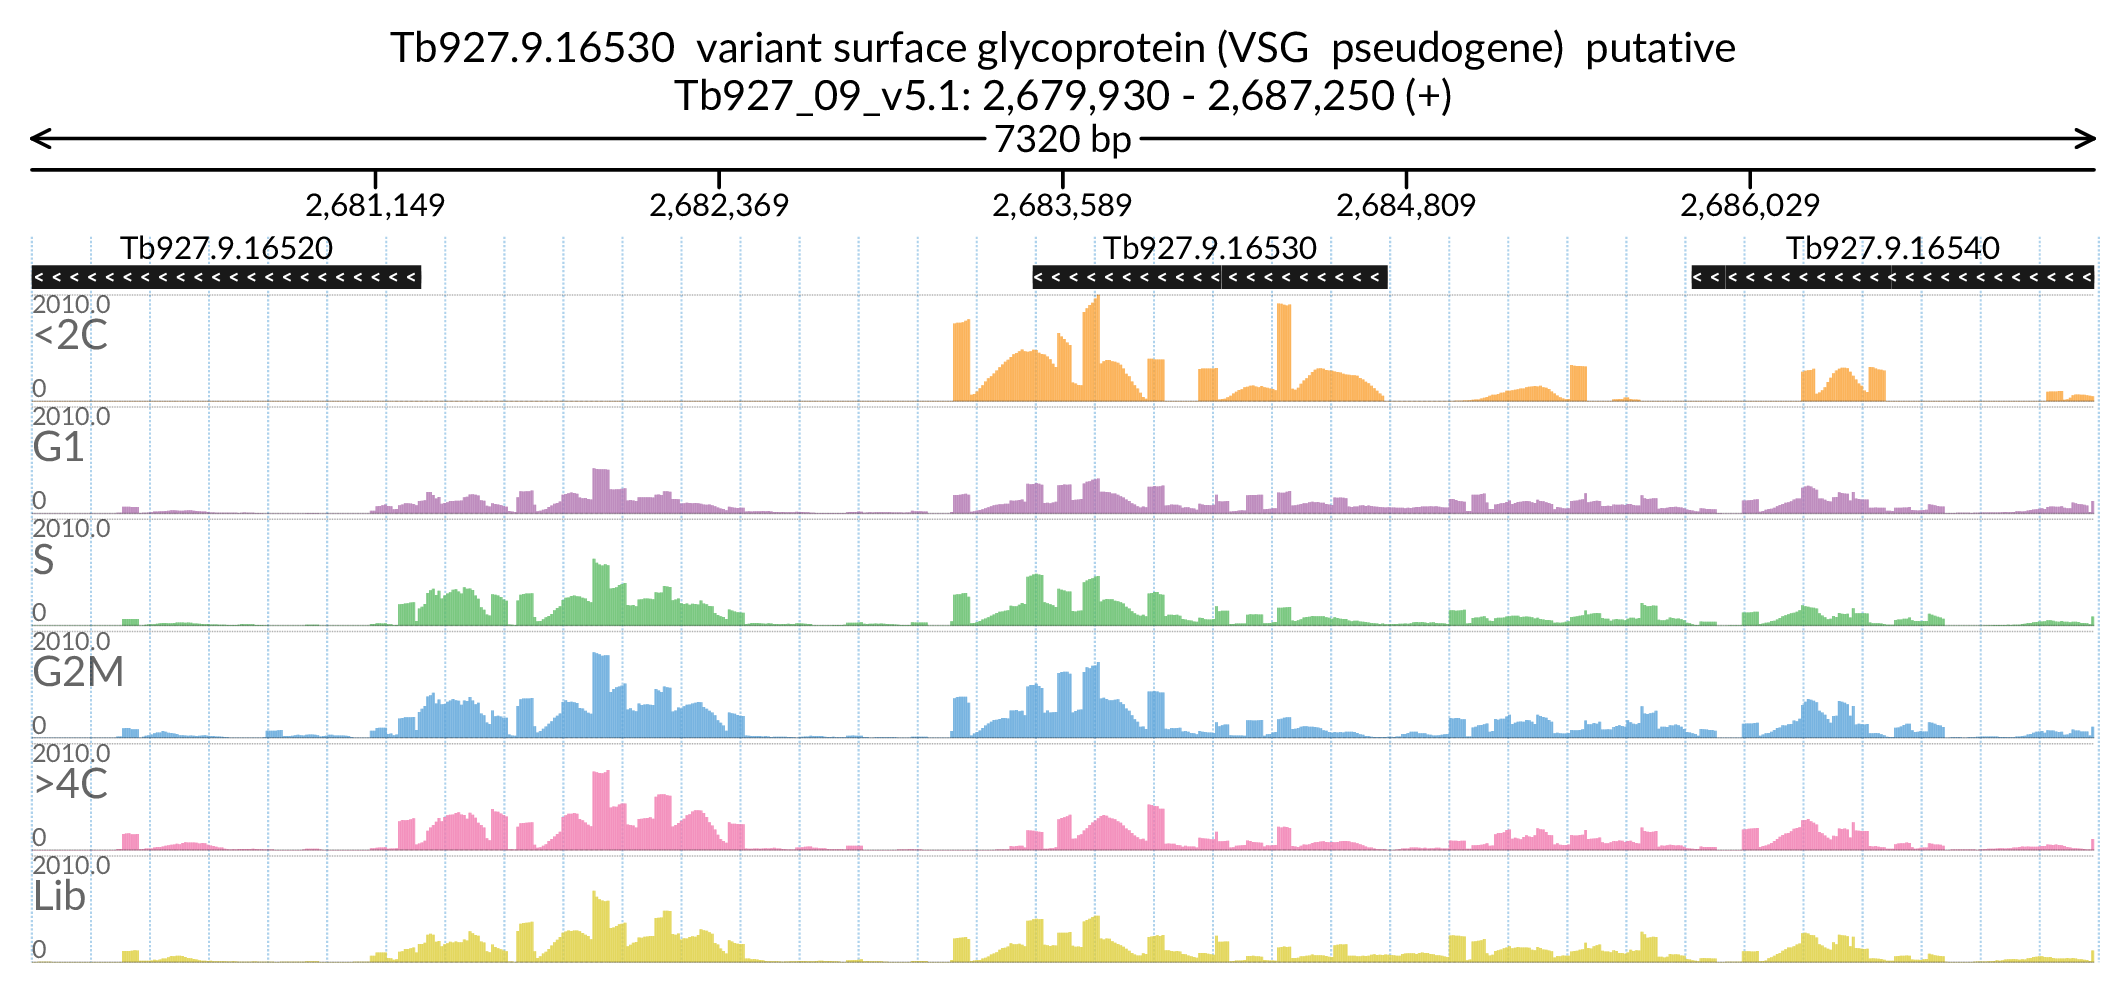 Tb927.9.16530  variant surface glycoprotein (VSG  pseudogene)  putative
Tb927_09_v5.1: 2,679,930 - 2,687,250 (+)
7320 bp
2,681,149 2,682,369 2,683,589 2,684,809 2,686,029
Tb927.9.16520 Tb927.9.16530 Tb927.9.16540
2010.0
<2C
0
2010.0
G1
0
2010.0
S
0
2010.0
G2M
0
2010.0
>4C
0
2010.0
Lib
0